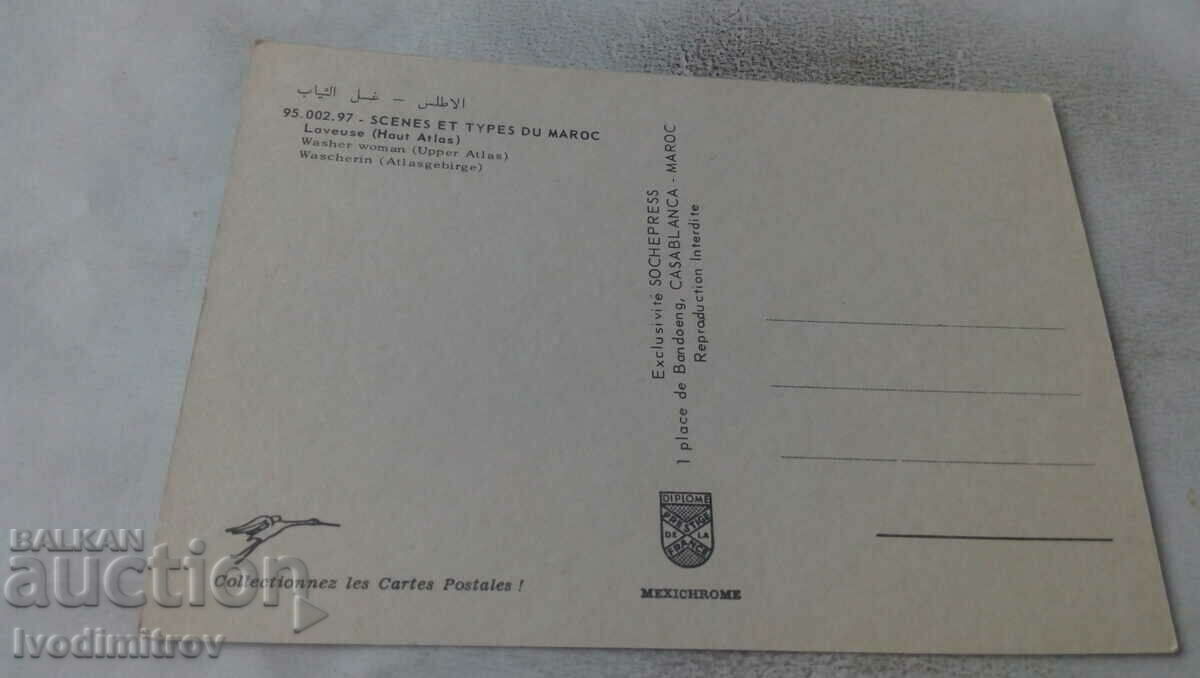 الاطلس – غسل الثياب
95.002.97 - SCENES ET TYPES DU MAROC
Laveuse (Haut Atlas)
Washer woman (Upper Atlas)
Wascherin (Atlasgebirge)
Exclusivité SOCHEPRESS
1 place de Bandoeng, CASABLANCA - MAROC
Reproduction Interdite
DIPLOME
PRESTIGE
DE LA
FRANCE
MEXICHROME
Collectionnez les Cartes Postales !
BALKAN
auction
Ivodimitrov